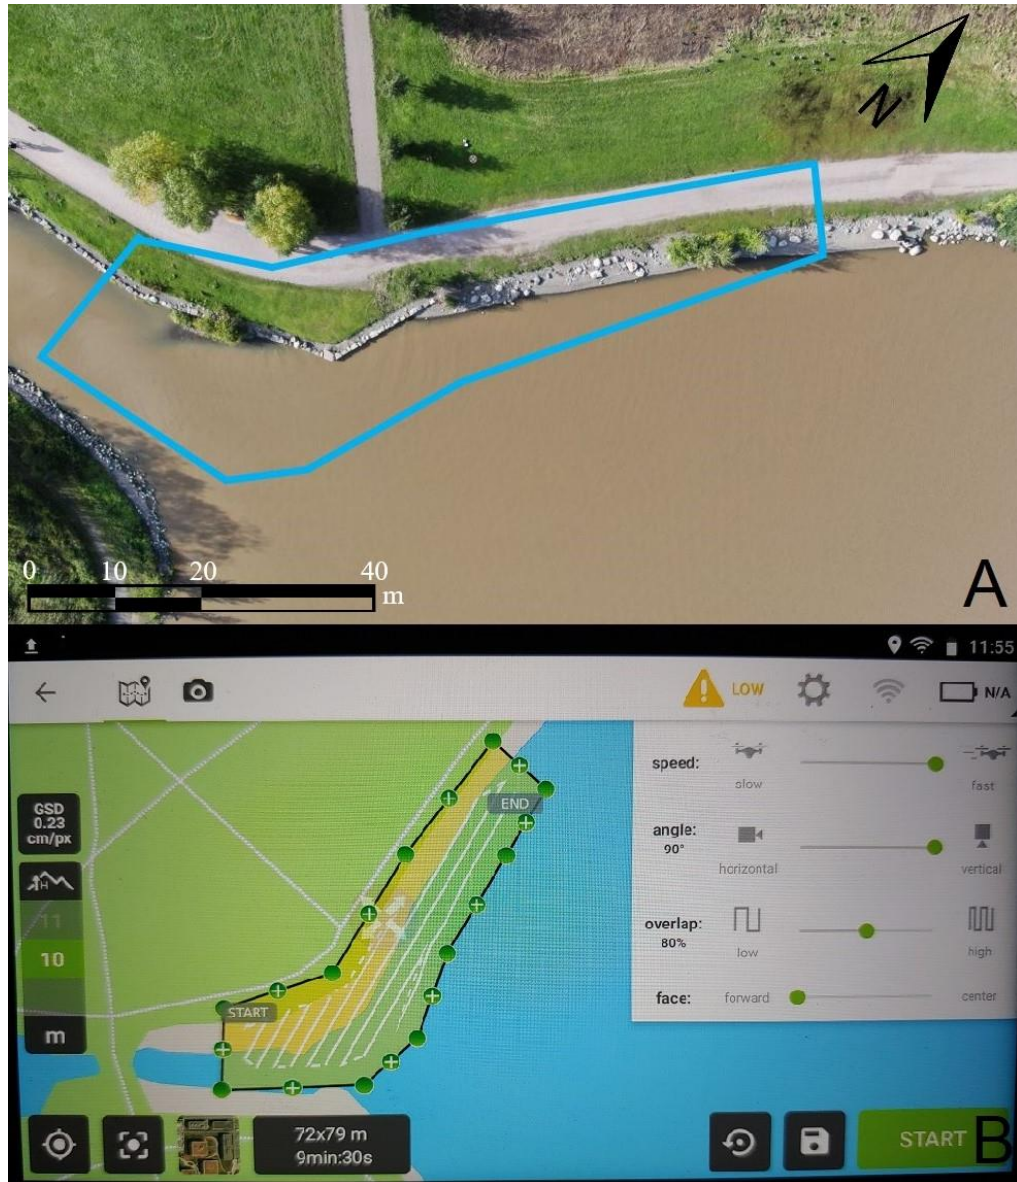 N
0 10 20 40
m
A
11:55
LOW
N/A
speed:
slow
fast
GSD
0.23
cm/px
END
angle:
90°
horizontal
vertical
H
11
10
m
overlap:
80%
low
high
face:
forward
center
START
72x79 m
9min:30s
START
B